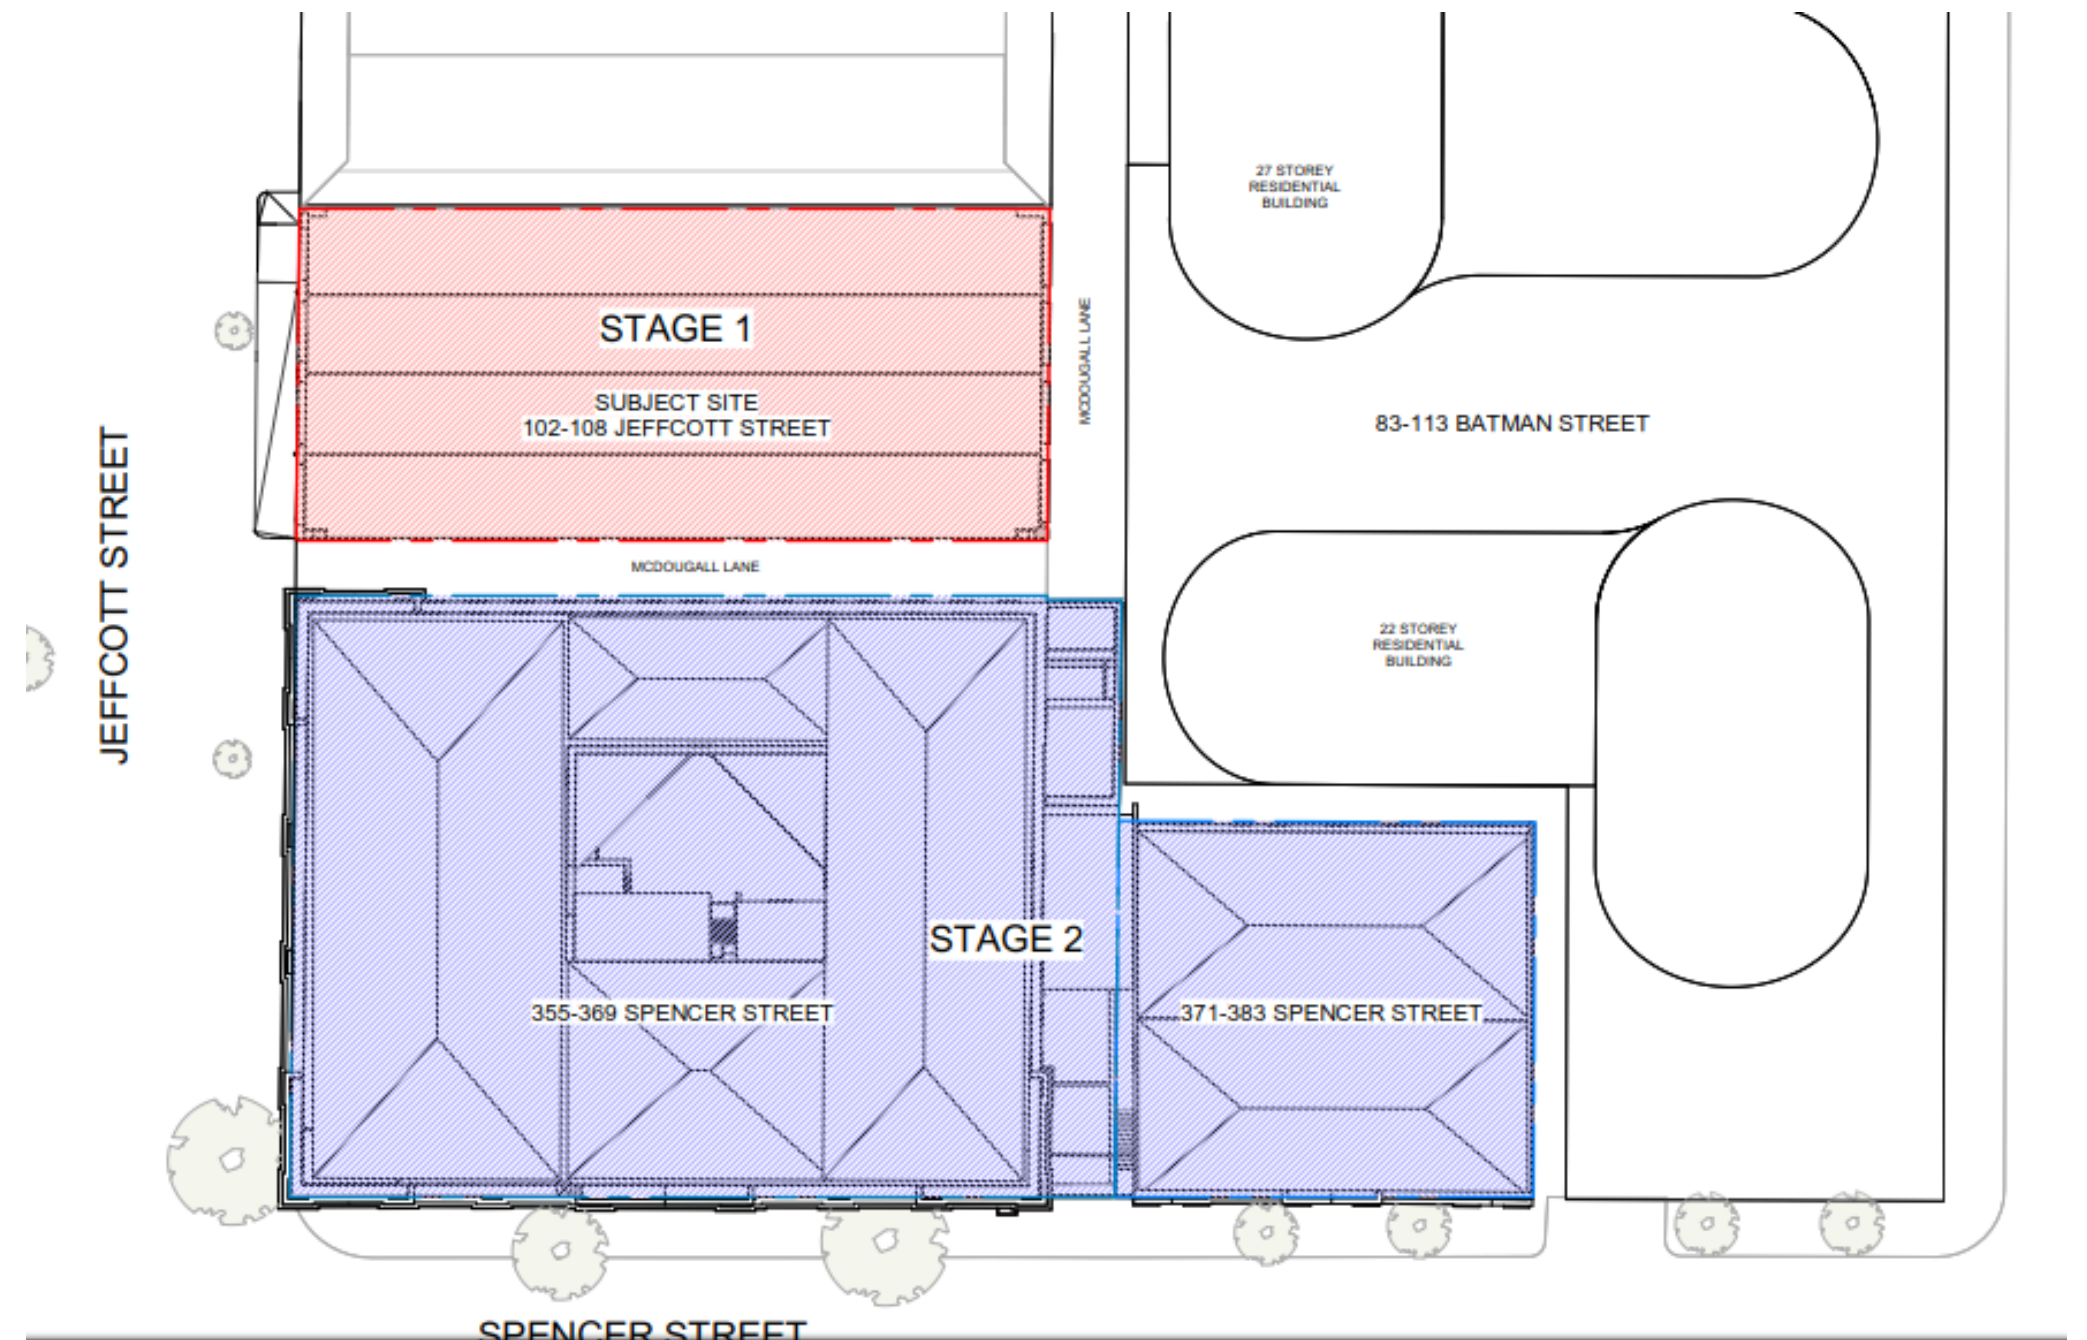 27 STOREY
RESIDENTIAL
BUILDING
STAGE 1
SUBJECT SITE
102-108 JEFFCOTT STREET
MCDOUGALL LANE
83-113 BATMAN STREET
JEFFCOTT STREET
MCDOUGALL LANE
22 STOREY
RESIDENTIAL
BUILDING
STAGE 2
355-369 SPENCER STREET
371-383 SPENCER STREET
SPENCER STREET